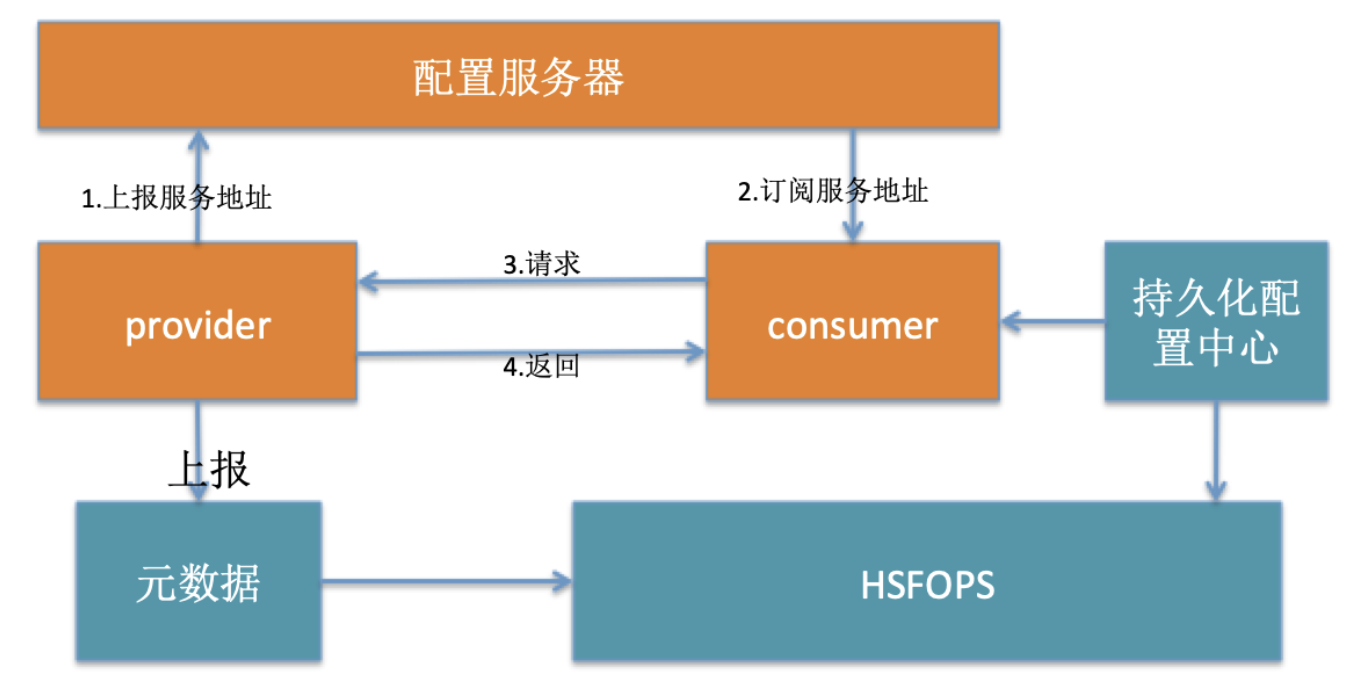 配置服务器
1.上报服务地址
2.订阅服务地址
provider
3.请求
4.返回
consumer
持久化配
置中心
上报
元数据
HSFOPS